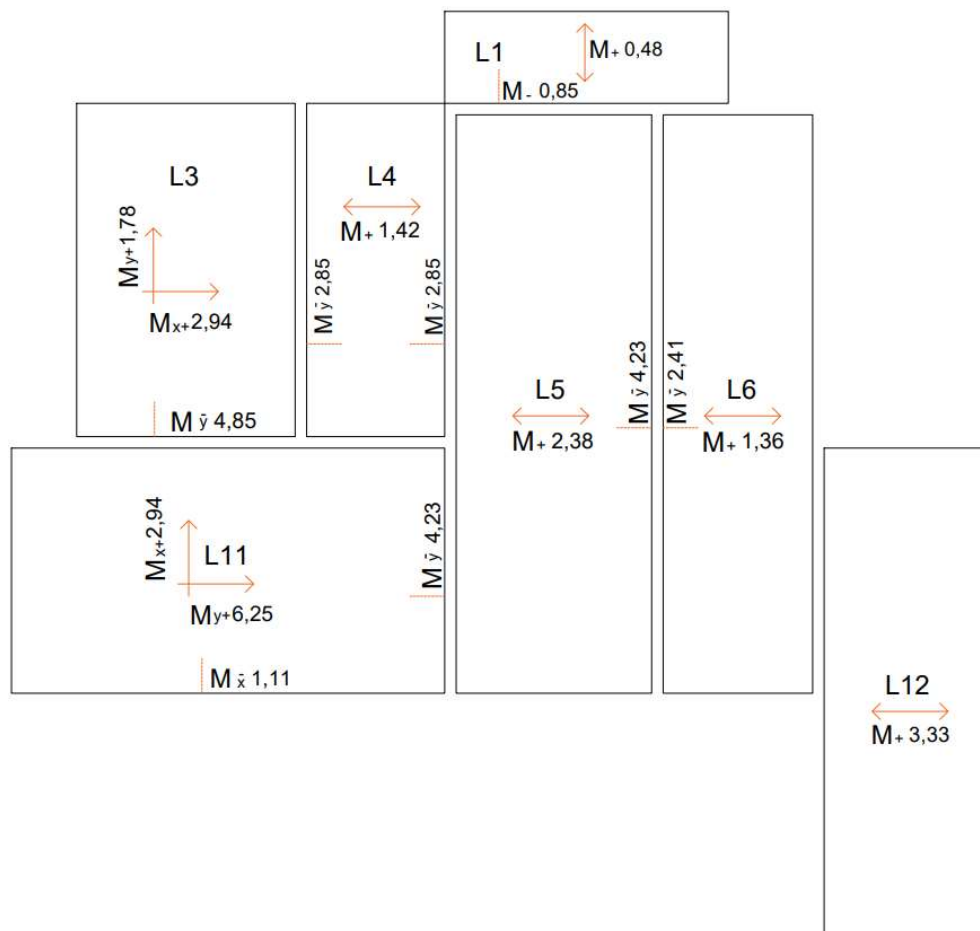 L1
M+ 0,48
M- 0,85
L3
My+1,78
Mx+2,94
M ȳ 4,85
L4
M+ 1,42
M ȳ 2,85
M ȳ 2,85
L5
M+ 2,38
M ȳ 4,23
L6
M+ 1,36
M ȳ 2,41
L11
Mx+2,94
My+6,25
M ȳ 4,23
M x̄ 1,11
L12
M+ 3,33